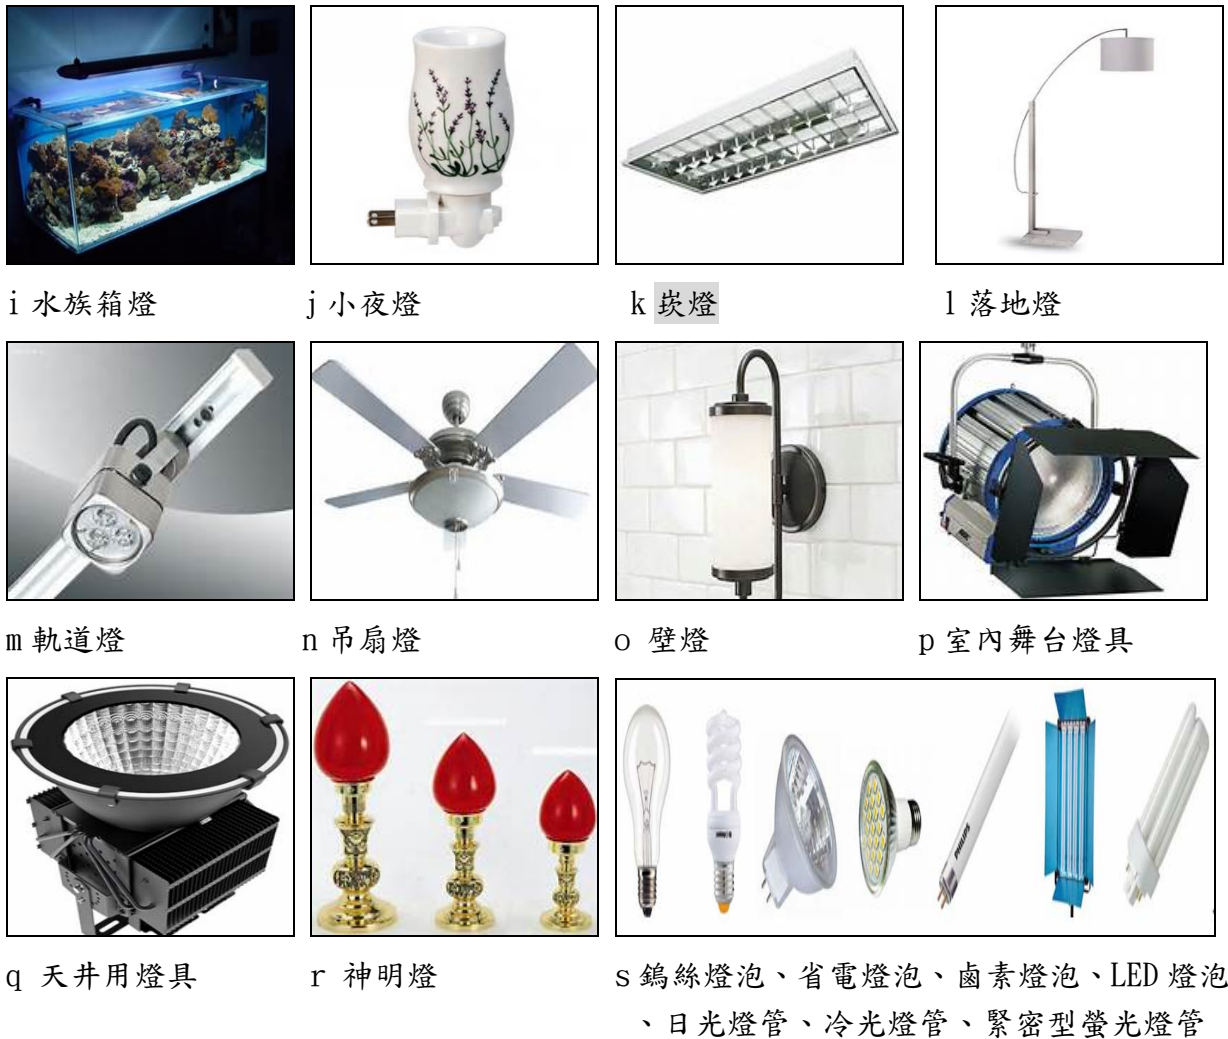 i 水族箱燈
j 小夜燈
k 崁燈
l 落地燈
m 軌道燈
n 吊扇燈
o 壁燈
p 室內舞台燈具
PHILIPS
q 天井用燈具
r 神明燈
s 鎢絲燈泡、省電燈泡、鹵素燈泡、LED 燈泡
、日光燈管、冷光燈管、緊密型螢光燈管